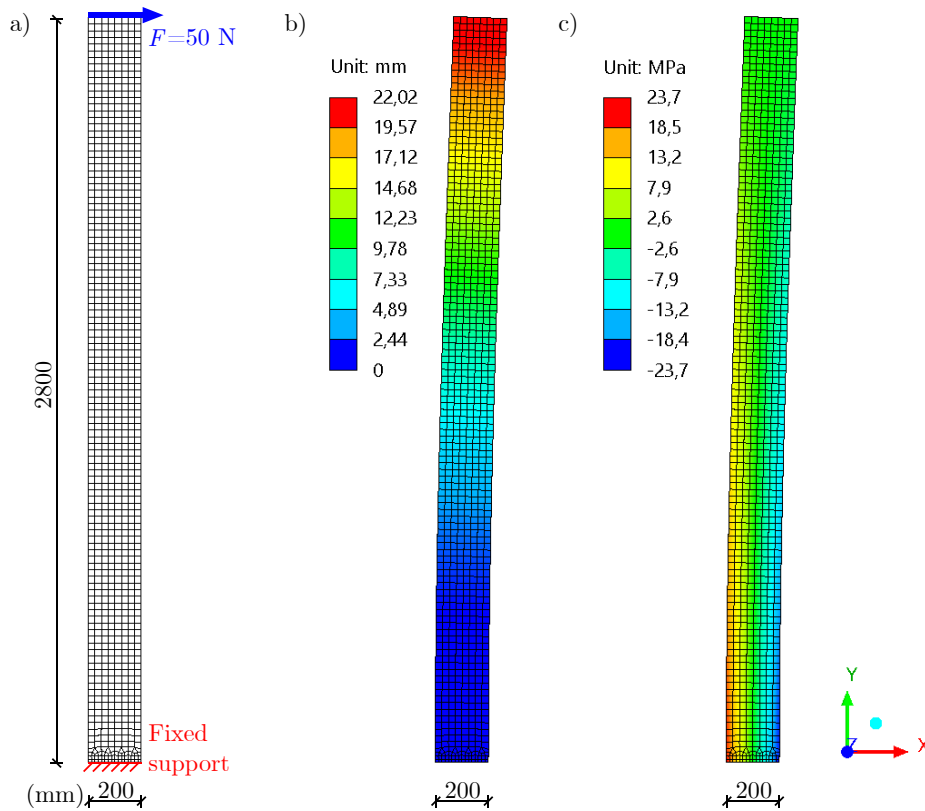 a)
F=50 N
2800
Fixed
support
(mm)
200
b)
Unit: mm
22,02
19,57
17,12
14,68
12,23
9,78
7,33
4,89
2,44
0
200
c)
Unit: MPa
23,7
18,5
13,2
7,9
2,6
-2,6
-7,9
-13,2
-18,4
-23,7
200
Y
Z
X